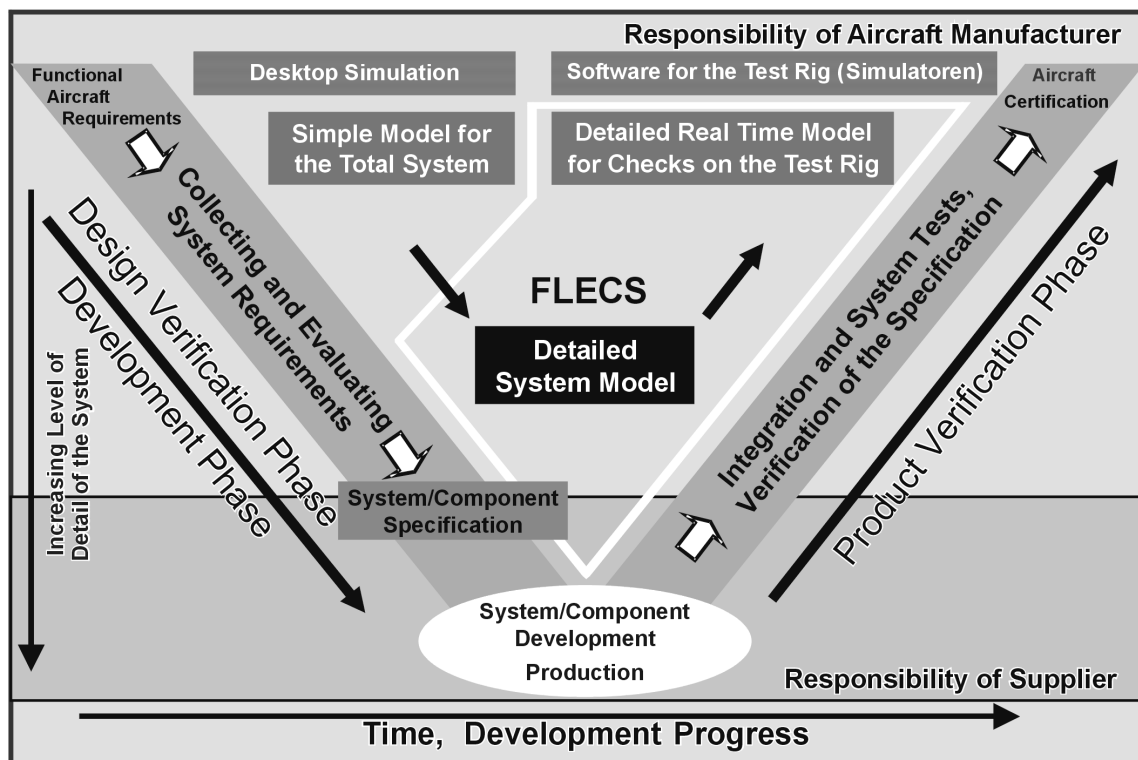 Responsibility of Aircraft Manufacturer
Functional
Aircraft
Requirements
Desktop Simulation
Software for the Test Rig (Simulatoren)
Aircraft
Certification
Simple Model for
the Total System
Detailed Real Time Model
for Checks on the Test Rig
Collecting and Evaluating
System Requirements
Design Verification Phase
Development Phase
Increasing Level of
Detail of the System
FLECS
Detailed
System Model
Integration and System Tests,
Verification of the Specification
Product Verification Phase
System/Component
Specification
System/Component
Development
Production
Responsibility of Supplier
Time, Development Progress